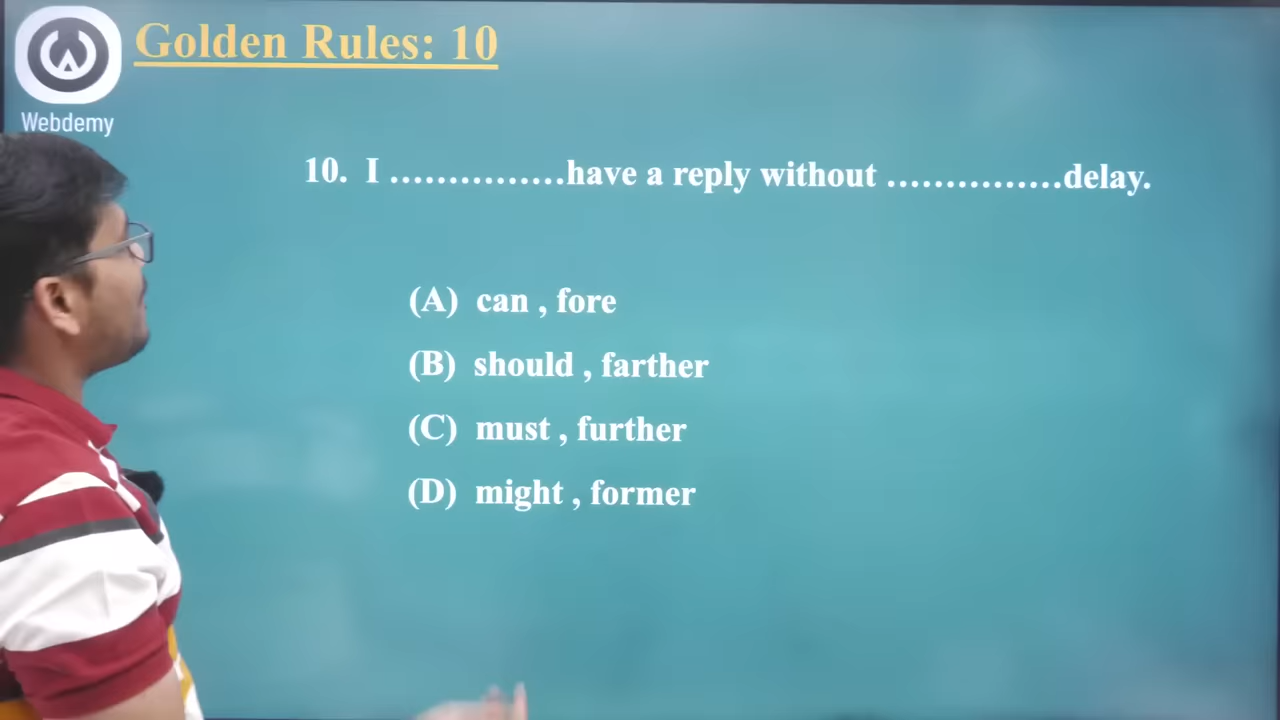 Golden Rules: 10
Webdemy
10. I ...............have a reply without ...............delay.
(A) can , fore
(B) should , farther
(C) must , further
(D) might , former